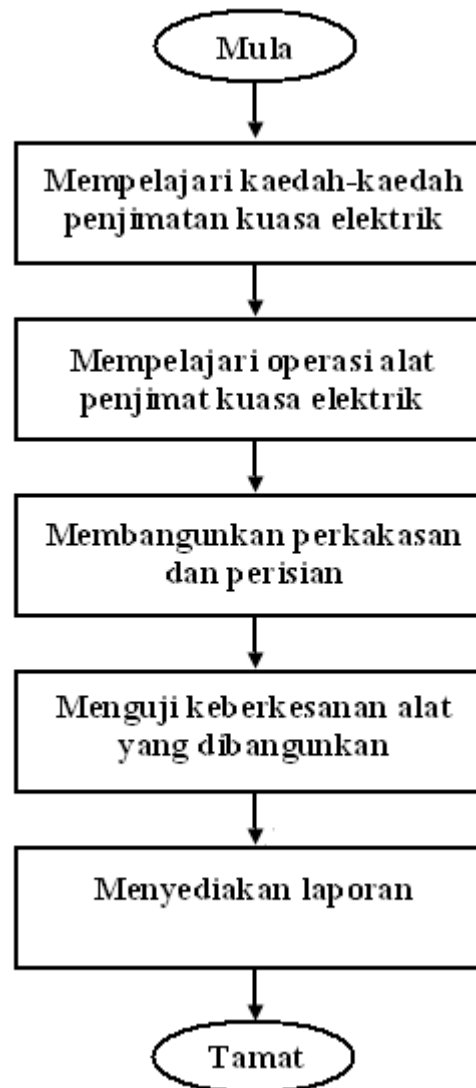 Mula
Mempelajari kaedah-kaedah
penjimatan kuasa elektrik
Mempelajari operasi alat
penjimat kuasa elektrik
Membangunkan perkakasan
dan perisian
Menguji keberkesanan alat
yang dibangunkan
Menyediakan laporan
Tamat